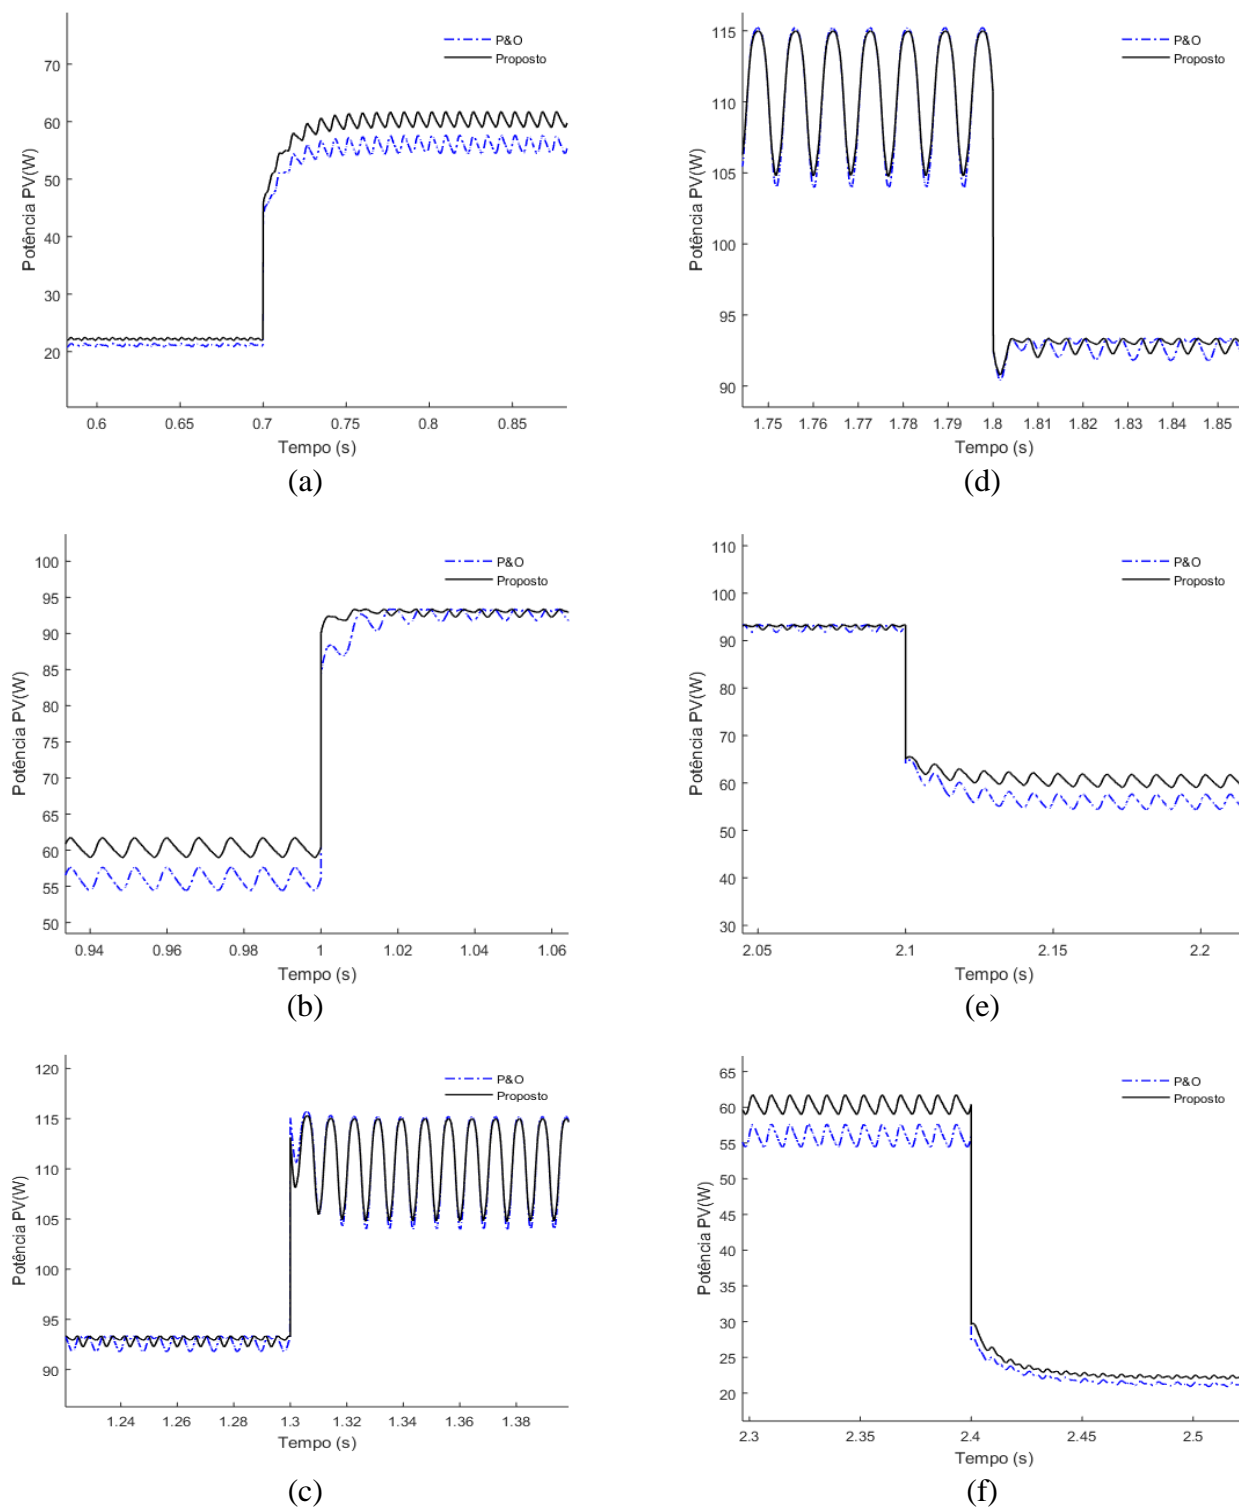 P&O
Proposto
70
60
50
40
30
20
Potência PV(W)
0.6 0.65 0.7 0.75 0.8 0.85
Tempo (s)
(a)
P&O
Proposto
115
110
105
100
95
90
Potência PV(W)
1.75 1.76 1.77 1.78 1.79 1.8 1.81 1.82 1.83 1.84 1.85
Tempo (s)
(d)
P&O
Proposto
100
95
90
85
80
75
70
65
60
55
50
Potência PV(W)
0.94 0.96 0.98 1 1.02 1.04 1.06
Tempo (s)
(b)
P&O
Proposto
110
100
90
80
70
60
50
40
30
Potência PV(W)
2.05 2.1 2.15 2.2
Tempo (s)
(e)
P&O
Proposto
120
115
110
105
100
95
90
Potência PV(W)
1.24 1.26 1.28 1.3 1.32 1.34 1.36 1.38
Tempo (s)
(c)
P&O
Proposto
65
60
55
50
45
40
35
30
25
20
Potência PV(W)
2.3 2.35 2.4 2.45 2.5
Tempo (s)
(f)